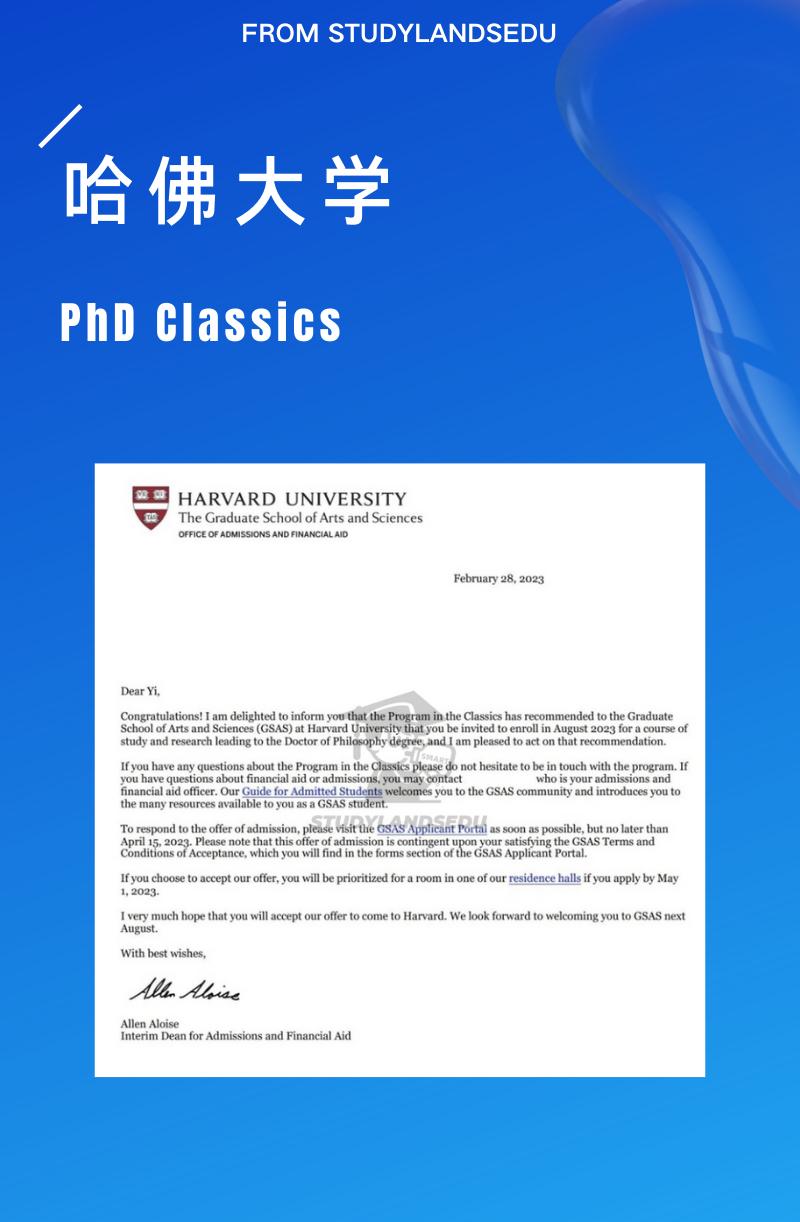 FROM STUDYLANDSEDU
哈佛大学
PhD Classics
HARVARD UNIVERSITY
The Graduate School of Arts and Sciences
OFFICE OF ADMISSIONS AND FINANCIAL AID
February 28, 2023
Dear Yi,
Congratulations! I am delighted to inform you that the Program in the Classics has recommended to the Graduate
School of Arts and Sciences (GSAS) at Harvard University that you be invited to enroll in August 2023 for a course of
study and research leading to the Doctor of Philosophy degree, and I am pleased to act on that recommendation.
If you have any questions about the Program in the Classics please do not hesitate to be in touch with the program. If
you have questions about financial aid or admissions, you may contact who is your admissions and
financial aid officer. Our Guide for Admitted Students welcomes you to the GSAS community and introduces you to
the many resources available to you as a GSAS student.
SMART
STUDYLANDSEDU
To respond to the offer of admission, please visit the GSAS Applicant Portal as soon as possible, but no later than
April 15, 2023. Please note that this offer of admission is contingent upon your satisfying the GSAS Terms and
Conditions of Acceptance, which you will find in the forms section of the GSAS Applicant Portal.
If you choose to accept our offer, you will be prioritized for a room in one of our residence halls if you apply by May
1, 2023.
I very much hope that you will accept our offer to come to Harvard. We look forward to welcoming you to GSAS next
August.
With best wishes,
Allen Aloise
Allen Aloise
Interim Dean for Admissions and Financial Aid